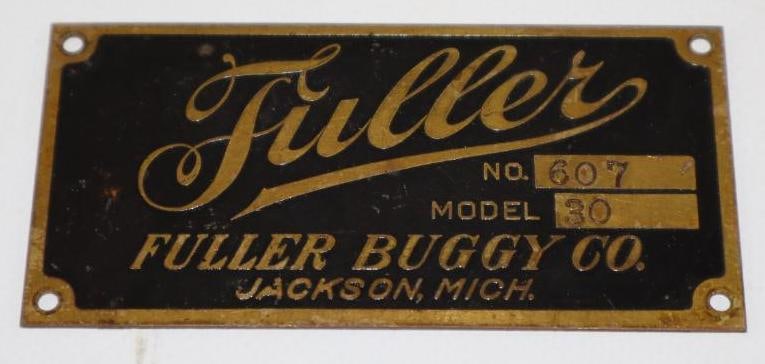 Fuller
NO. 607
MODEL 30
FULLER BUGGY CO.
JACKSON, MICH.